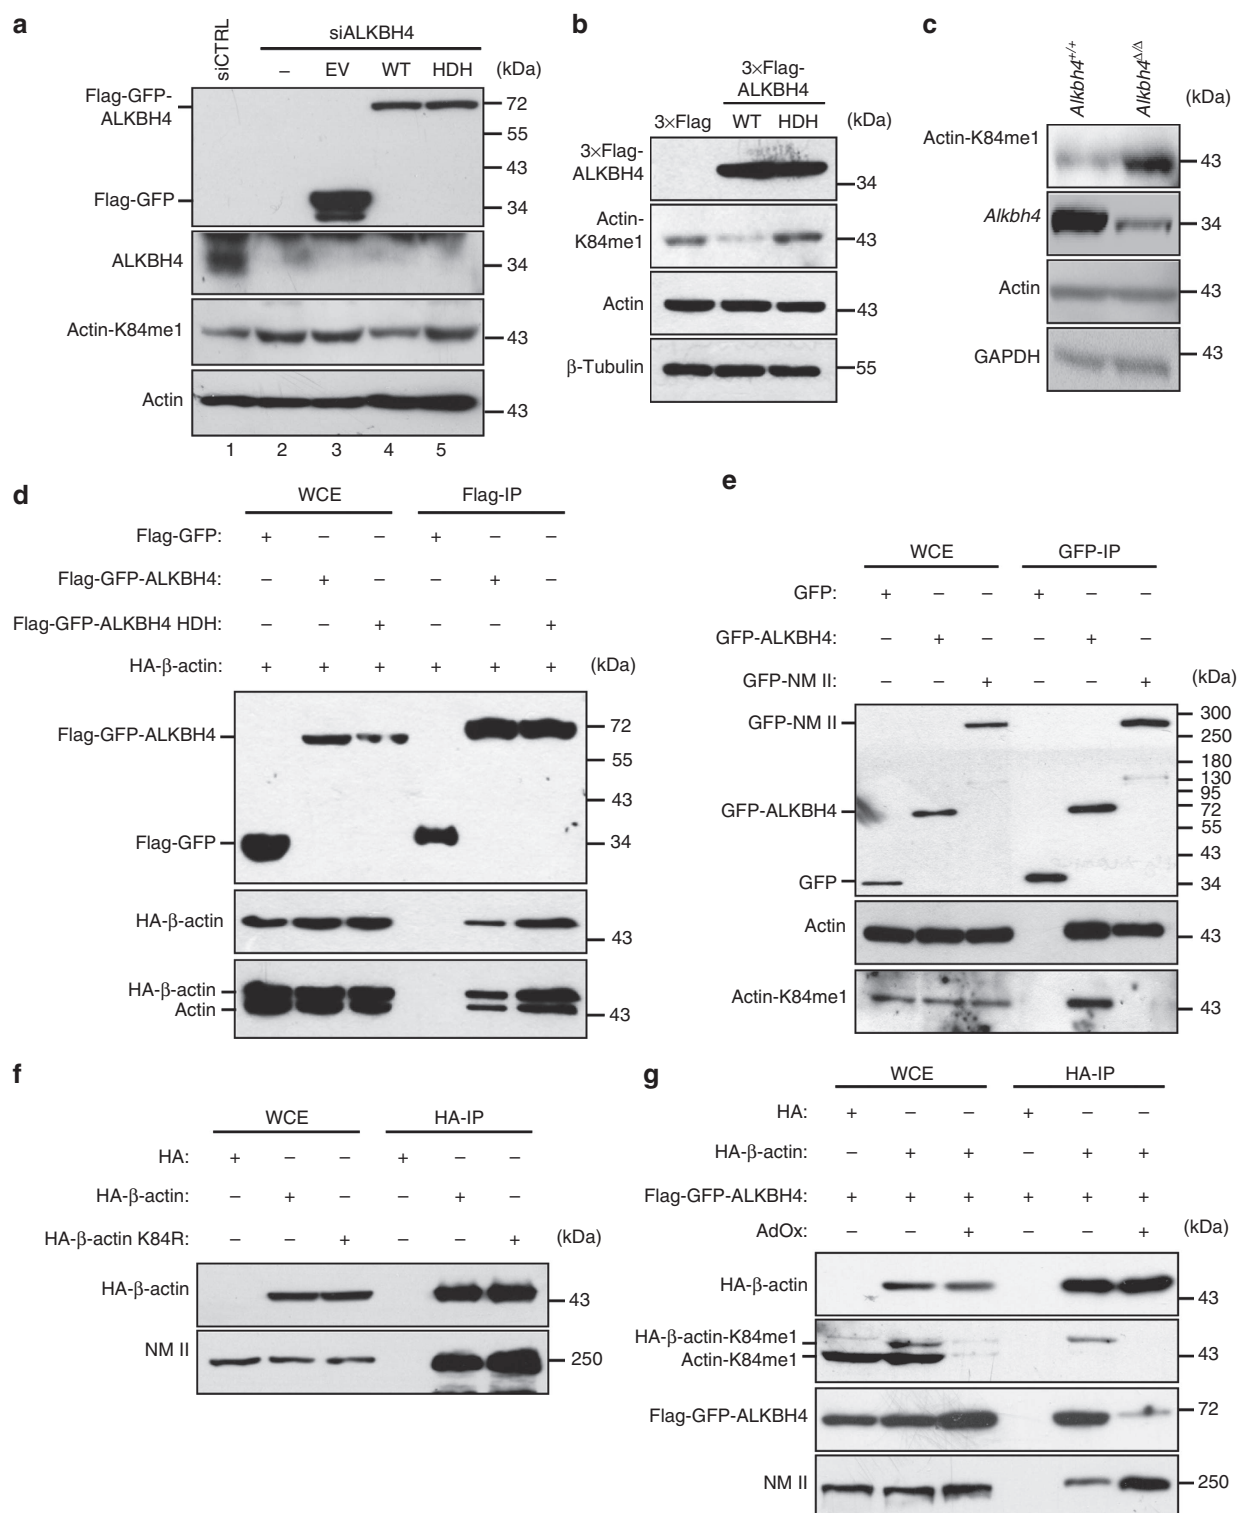 a
siCTRL
siALKBH4
– EV WT HDH (kDa)
Flag-GFP-
ALKBH4
72
55
43
Flag-GFP
34
ALKBH4
34
Actin-K84me1
43
Actin
43
1 2 3 4 5
b
3×Flag-
ALKBH4
3×Flag WT HDH (kDa)
3×Flag-
ALKBH4
34
Actin-
K84me1
43
Actin
43
β-Tubulin
55
c
Alkbh4+/+ Alkbh4Δ/Δ
(kDa)
Actin-K84me1
43
Alkbh4
34
Actin
43
GAPDH
43
d
WCE Flag-IP
Flag-GFP: + – – + – –
Flag-GFP-ALKBH4: – + – – + –
Flag-GFP-ALKBH4 HDH: – – + – – +
HA-β-actin: + + + + + + (kDa)
Flag-GFP-ALKBH4
72
55
43
Flag-GFP
34
HA-β-actin
43
HA-β-actin
Actin
43
e
WCE GFP-IP
GFP: + – – + – –
GFP-ALKBH4: – + – – + –
GFP-NM II: – – + – – + (kDa)
GFP-NM II
300
250
180
130
95
GFP-ALKBH4
72
55
43
GFP
34
Actin
43
Actin-K84me1
43
f
WCE HA-IP
HA: + – – + – –
HA-β-actin: – + – – + –
HA-β-actin K84R: – – + – – + (kDa)
HA-β-actin
43
NM II
250
g
WCE HA-IP
HA: + – – + – –
HA-β-actin: – + + – + +
Flag-GFP-ALKBH4: + + + + + +
AdOx: – – + – – + (kDa)
HA-β-actin
43
HA-β-actin-K84me1
Actin-K84me1
43
Flag-GFP-ALKBH4
72
NM II
250